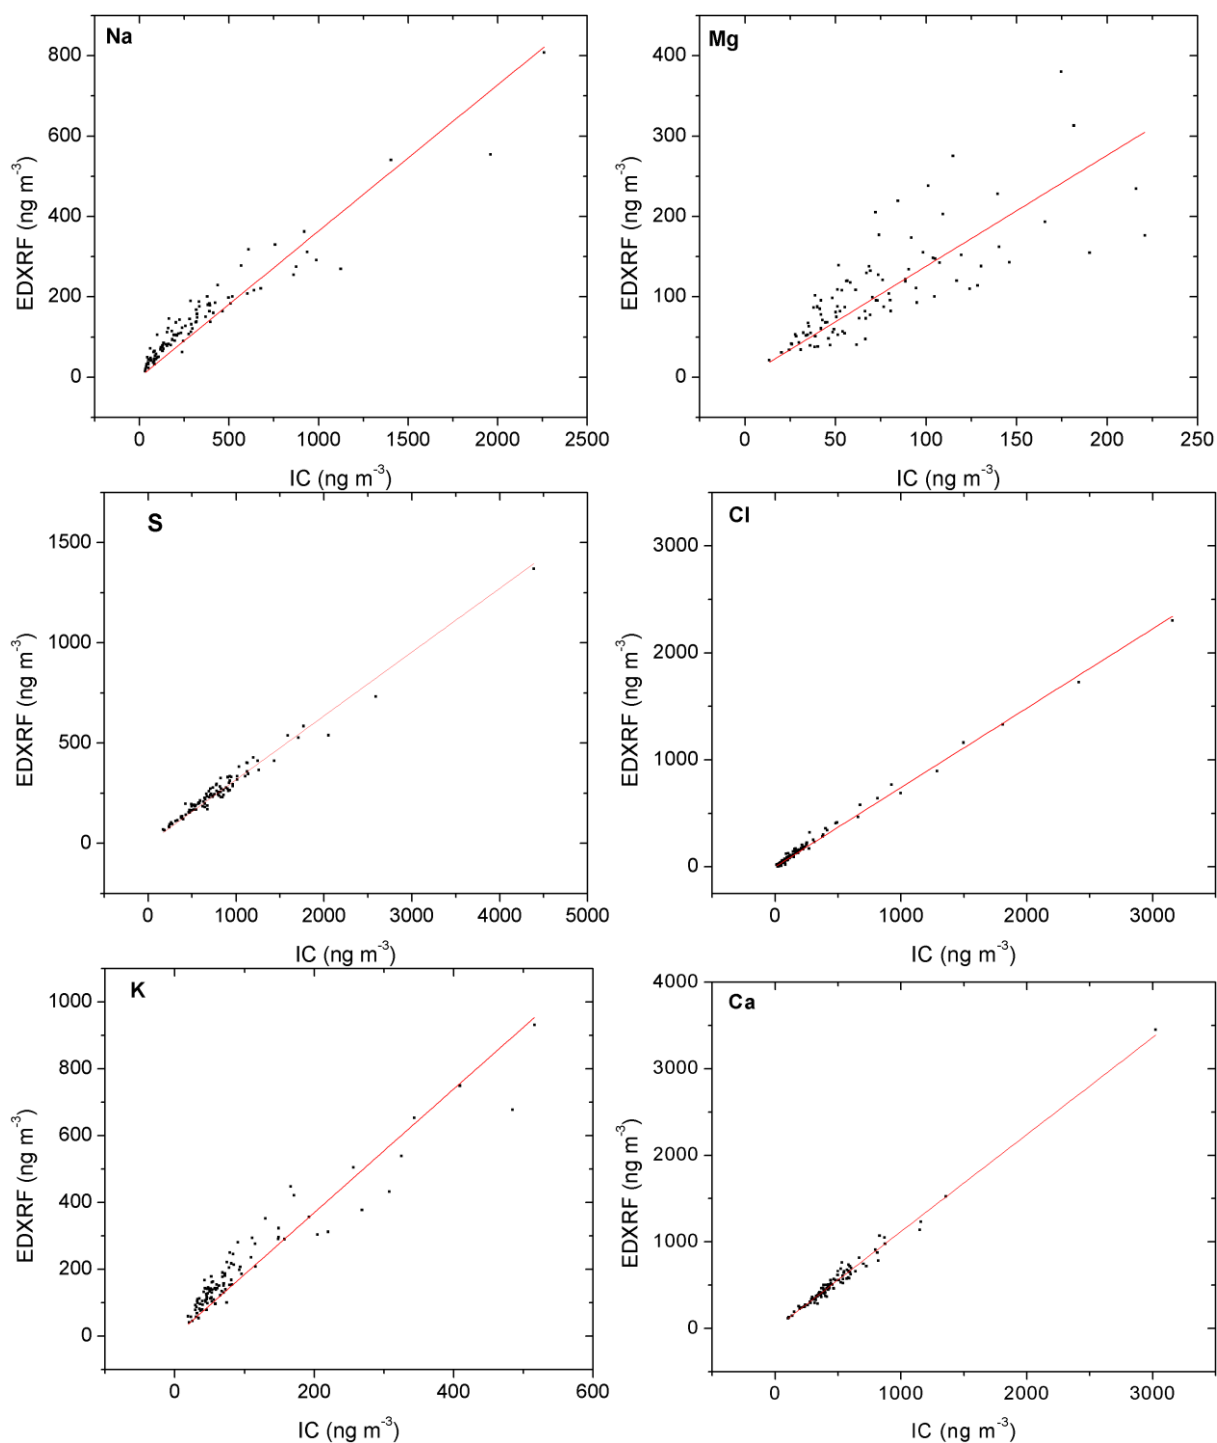 Na
EDXRF (ng m-3)
800
600
400
200
0
0 500 1000 1500 2000 2500
IC (ng m-3)
Mg
EDXRF (ng m-3)
400
300
200
100
0
0 50 100 150 200 250
IC (ng m-3)
S
EDXRF (ng m-3)
1500
1000
500
0
0 1000 2000 3000 4000 5000
IC (ng m-3)
Cl
EDXRF (ng m-3)
3000
2000
1000
0
0 1000 2000 3000
IC (ng m-3)
K
EDXRF (ng m-3)
1000
800
600
400
200
0
0 200 400 600
IC (ng m-3)
Ca
EDXRF (ng m-3)
4000
3000
2000
1000
0
0 1000 2000 3000
IC (ng m-3)